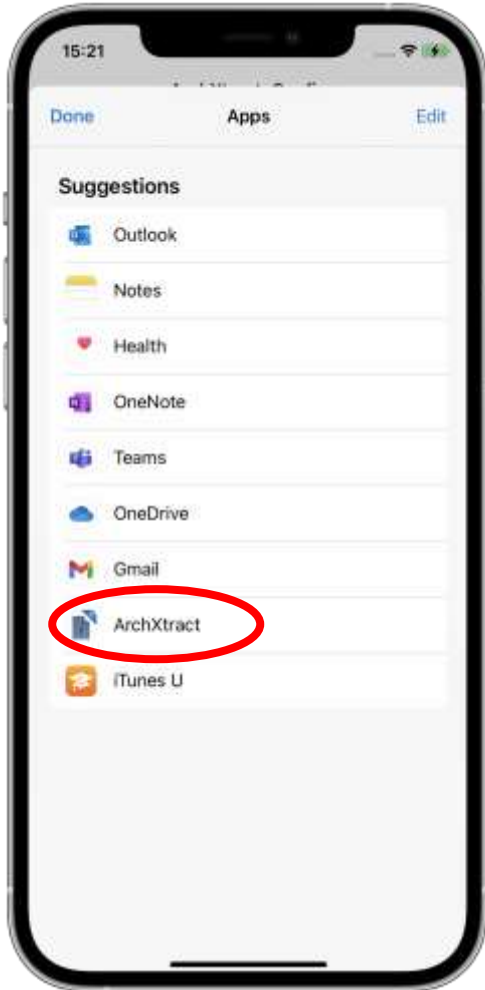 15:21
Done Apps Edit
Suggestions
Outlook
Notes
Health
OneNote
Teams
OneDrive
Gmail
ArchXtract
iTunes U